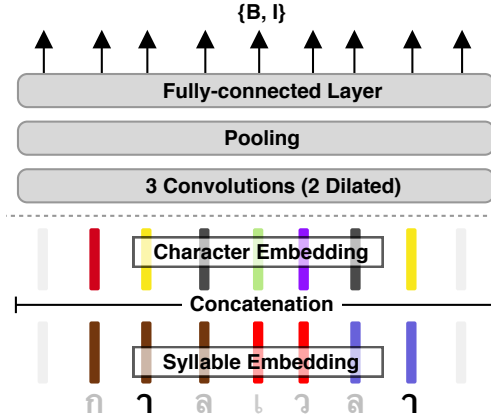 {B, I}
Fully-connected Layer
Pooling
3 Convolutions (2 Dilated)
Character Embedding
Concatenation
Syllable Embedding
ก า ล เ ว ล า